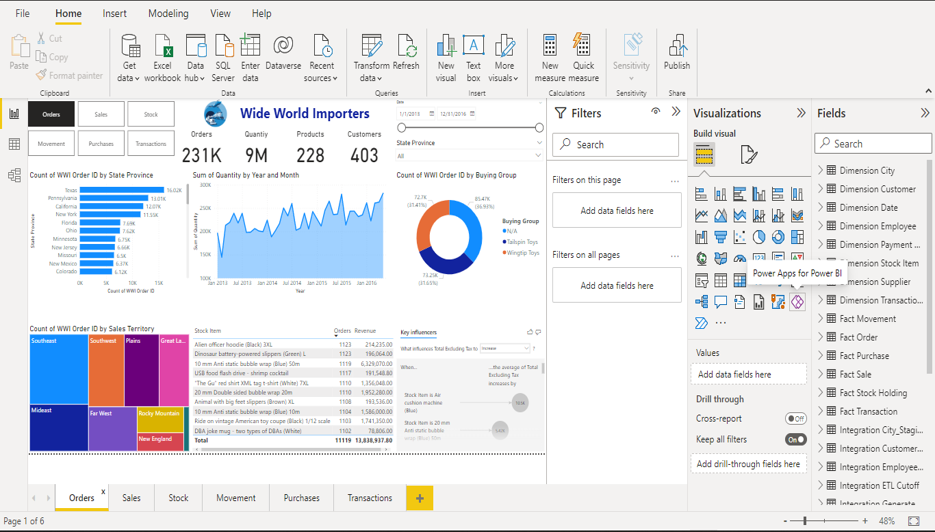 File Home Insert Modeling View Help
Paste
Cut
Copy
Format painter
Get data
Excel workbook
Data hub
SQL Server
Enter data
Dataverse
Recent sources
Transform data
Refresh
New visual
Text box
More visuals
New measure
Quick measure
Sensitivity
Publish
Clipboard Data Queries Insert Calculations Sensitivity Share
Orders Sales Stock
Movement Purchases Transactions
Wide World Importers
Orders Quantiy Products Customers
231K 9M 228 403
1/1/2013 12/31/2016
State Province
All
Count of WWI Order ID by State Province
State Province
Texas 16.02K
Pennsylvania 13.01K
California 12.07K
New York 11.50K
Florida 7.69K
Ohio 7.62K
Minnesota 6.75K
New Jersey 6.66K
Missouri 6.5K
New Mexico 6.37K
Colorado 6.12K
0K 5K 10K 15K
Count of WWI Order ID
Sum of Quantity by Year and Month
Sum of Quantity
300K
200K
100K
Jan 2013 Jul 2013 Jan 2014 Jul 2014 Jan 2015 Jul 2015 Jan 2016
Year
Count of WWI Order ID by Buying Group
72.7K
(31.41%)
85.47K
(36.93%)
73.25K
(31.65%)
Buying Group
N/A
Tailspin Toys
Wingtip Toys
Count of WWI Order ID by Sales Territory
Southeast
Southwest
Plains
Great La...
Mideast
Far West
Rocky Mountain
New England
Stock Item Orders Revenue
Alien officer hoodie (Black) 3XL 1123 214,235.00
Dinosaur battery-powered slippers (Green) L 1123 196,064.00
10 mm Anti static bubble wrap (Blue) 50m 1119 6,329,070.00
USB food flash drive - shrimp cocktail 1117 191,548.80
'The Gu' red shirt XML tag t-shirt (White) 7XL 1110 1,356,048.00
20 mm Double sided bubble wrap 20m 1110 1,952,280.00
Animal with big feet slippers (Brown) XL 1108 193,536.00
10 mm Anti static bubble wrap (Blue) 10m 1104 1,586,000.00
Ride on vintage American toy coupe (Black) 1/12 scale 1103 1,741,350.00
DBA joke mug - two types of DBAs (White) 1102 78,806.00
Total 11119 13,838,937.80
Key influencers
What influences Total Excluding Tax to Increase ?
When...
...the average of Total
Excluding Tax
increases by
Stock Item is Air
cushion machine
(Blue)
Stock Item is 20 mm
Anti static bubble
wrap (Blue) 50m
Filters
Search
Filters on this page ...
Add data fields here
Filters on all pages ...
Add data fields here
Visualizations
Build visual
Power Apps for Power BI
...
Values
Add data fields here
Drill through
Cross-report Off
Keep all filters On
Add drill-through fields here
Fields
Search
Dimension City
Dimension Customer
Dimension Date
Dimension Employee
Dimension Payment ...
Dimension Stock Item
Dimension Supplier
Dimension Transactio...
Fact Movement
Fact Order
Fact Purchase
Fact Sale
Fact Stock Holding
Fact Transaction
Integration City_Stagi...
Integration Customer...
Integration Employee...
Integration ETL Cutoff
Orders x Sales Stock Movement Purchases Transactions +
Page 1 of 6
- + 48%